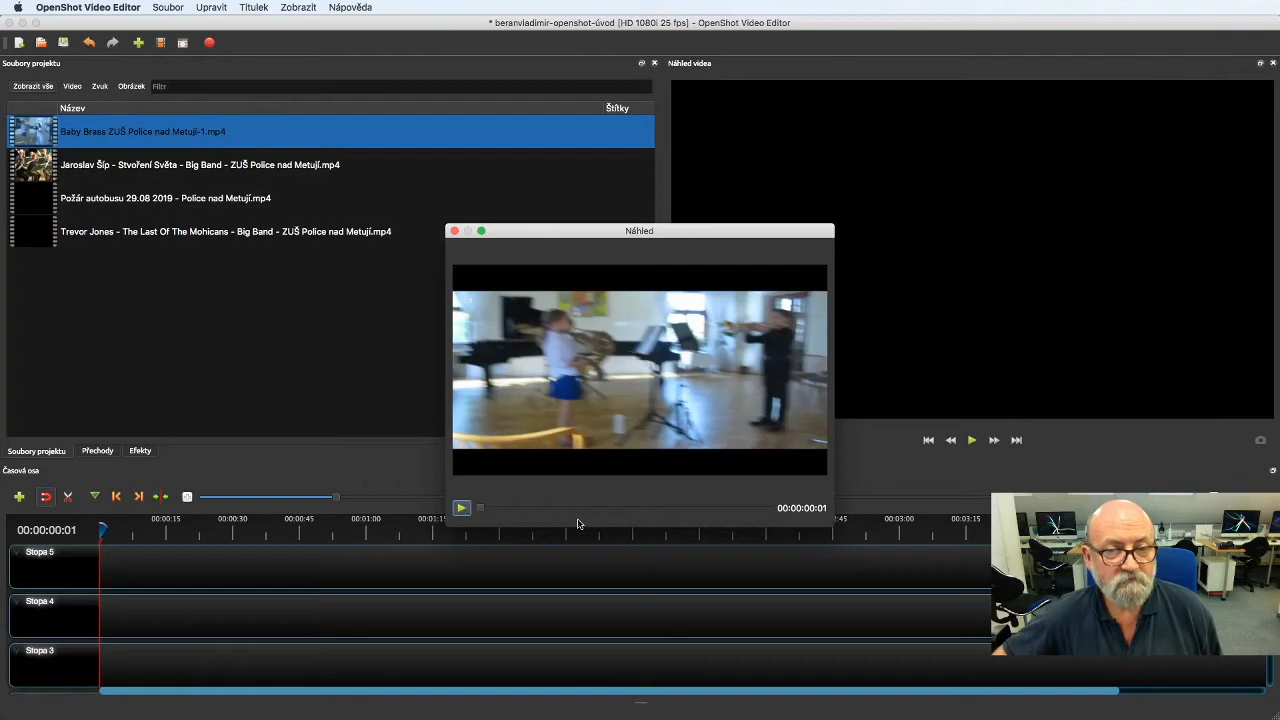 OpenShot Video Editor Soubor Upravit Titulek Zobrazit Nápověda
* beranvladimir-openshot-úvod [HD 1080i 25 fps] - OpenShot Video Editor
Soubory projektu
Náhled videa
Zobrazit vše Video Zvuk Obrázek Filtr
Název Štítky
Baby Brass ZUŠ Police nad Metují-1.mp4
Jaroslav Šíp - Stvoření Světa - Big Band - ZUŠ Police nad Metují.mp4
Požár autobusu 29.08 2019 - Police nad Metují.mp4
Trevor Jones - The Last Of The Mohicans - Big Band - ZUŠ Police nad Metují.mp4
Náhled
00:00:00:01
Soubory projektu Přechody Efekty
Časová osa
00:00:00:01
00:00:15 00:00:30 00:00:45 00:01:00 00:03:15
Stopa 5
Stopa 4
Stopa 3